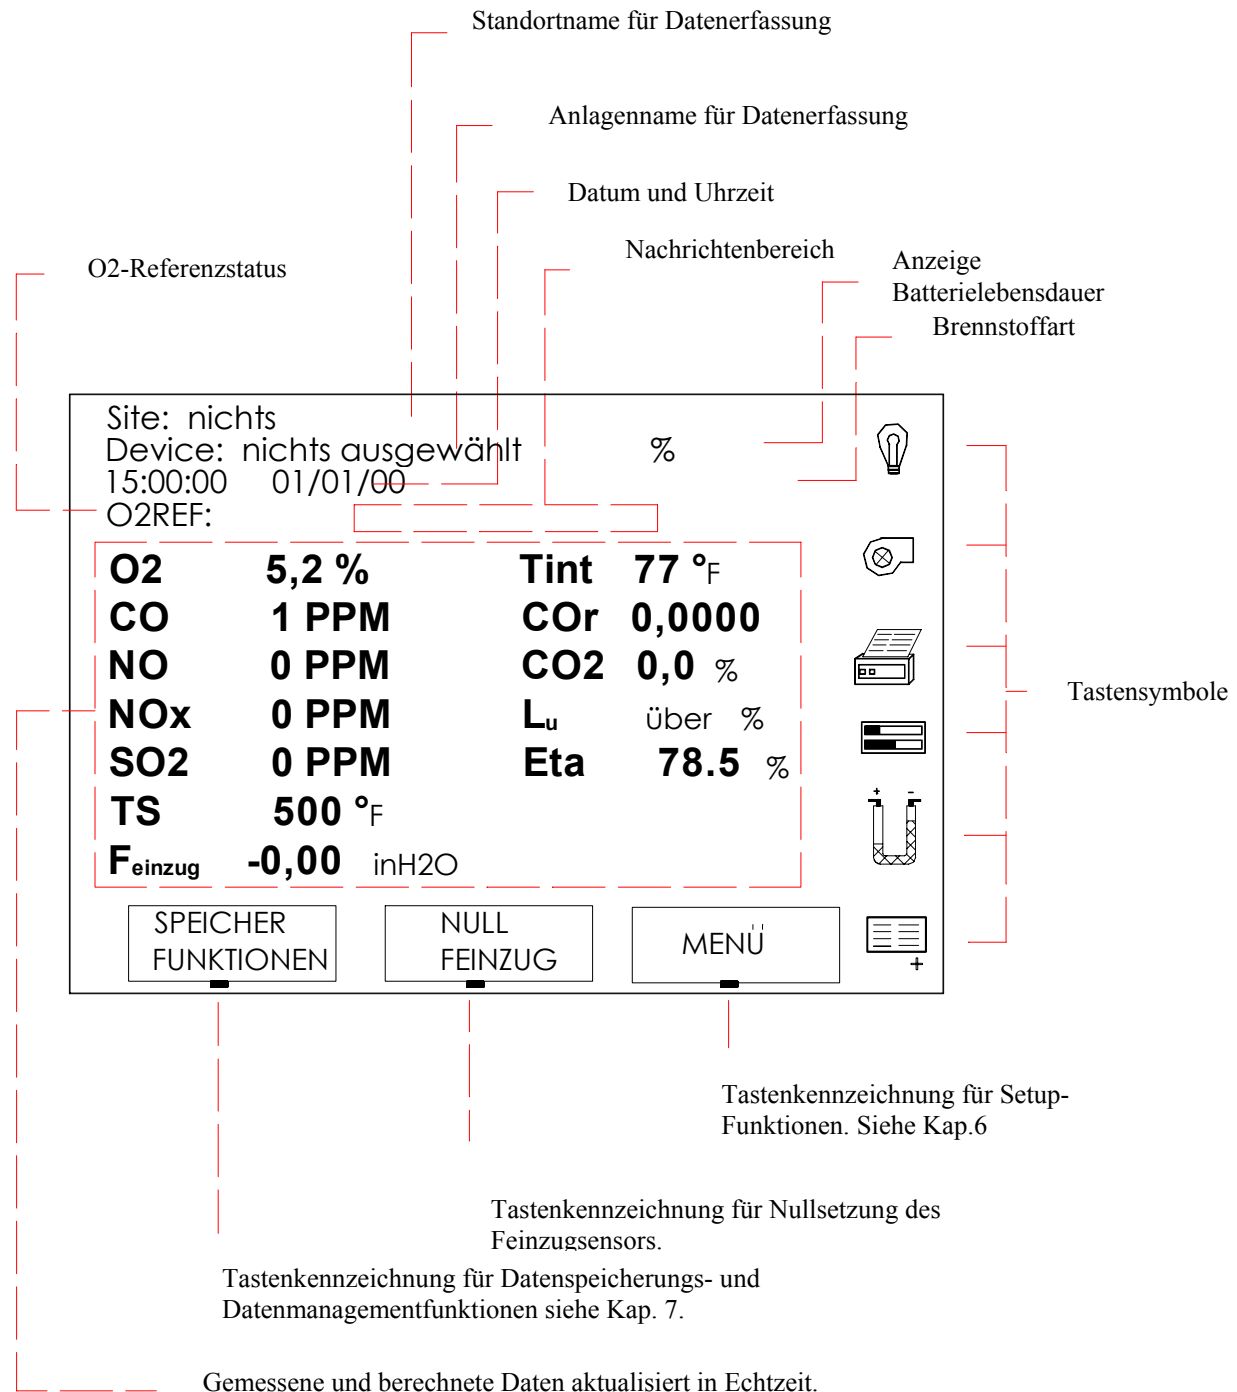 Standortname für Datenerfassung
Anlagenname für Datenerfassung
Datum und Uhrzeit
Nachrichtenbereich
O2-Referenzstatus
Anzeige
Batterielebensdauer
Brennstoffart
Site: nichts
Device: nichts ausgewählt %
15:00:00 01/01/00
O2REF:
O2 5,2 % Tint 77 °F
CO 1 PPM COr 0,0000
NO 0 PPM CO2 0,0 %
NOx 0 PPM Lu über %
SO2 0 PPM Eta 78.5 %
TS 500 °F
Feinzug -0,00 inH2O
+ -
Tastensymbole
SPEICHER
FUNKTIONEN
NULL
FEINZUG
MENÜ
+
Tastenkennzeichnung für Setup-
Funktionen. Siehe Kap.6
Tastenkennzeichnung für Nullsetzung des
Feinzugsensors.
Tastenkennzeichnung für Datenspeicherungs- und
Datenmanagementfunktionen siehe Kap. 7.
Gemessene und berechnete Daten aktualisiert in Echtzeit.